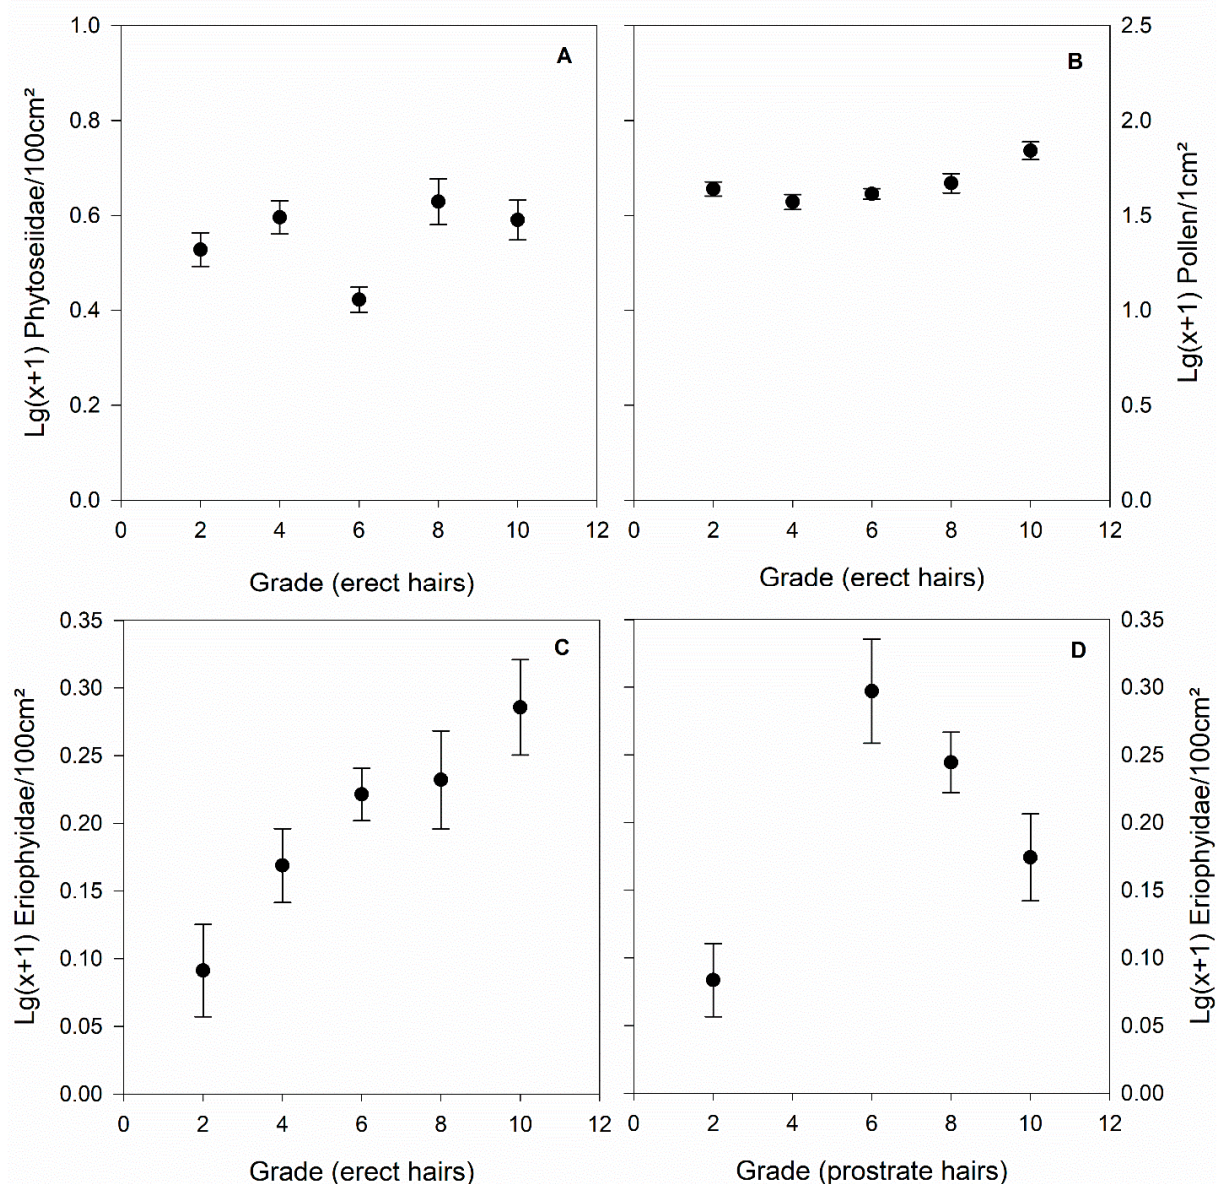 A
Lg(x+1) Phytoseiidae/100cm²
1.0
0.8
0.6
0.4
0.2
0.0
0 2 4 6 8 10 12
Grade (erect hairs)
B
2.5
2.0
1.5
1.0
0.5
0.0
Lg(x+1) Pollen/1cm²
0 2 4 6 8 10 12
Grade (erect hairs)
C
Lg(x+1) Eriophyidae/100cm²
0.35
0.30
0.25
0.20
0.15
0.10
0.05
0.00
0 2 4 6 8 10 12
Grade (erect hairs)
D
0.35
0.30
0.25
0.20
0.15
0.10
0.05
0.00
Lg(x+1) Eriophyidae/100cm²
0 2 4 6 8 10 12
Grade (prostrate hairs)